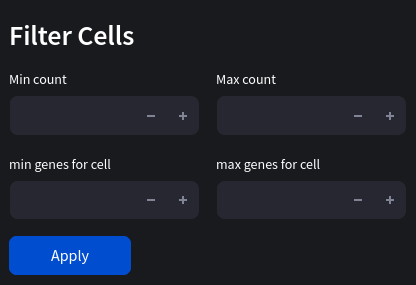 Filter Cells
Min count
Max count
min genes for cell
max genes for cell
Apply